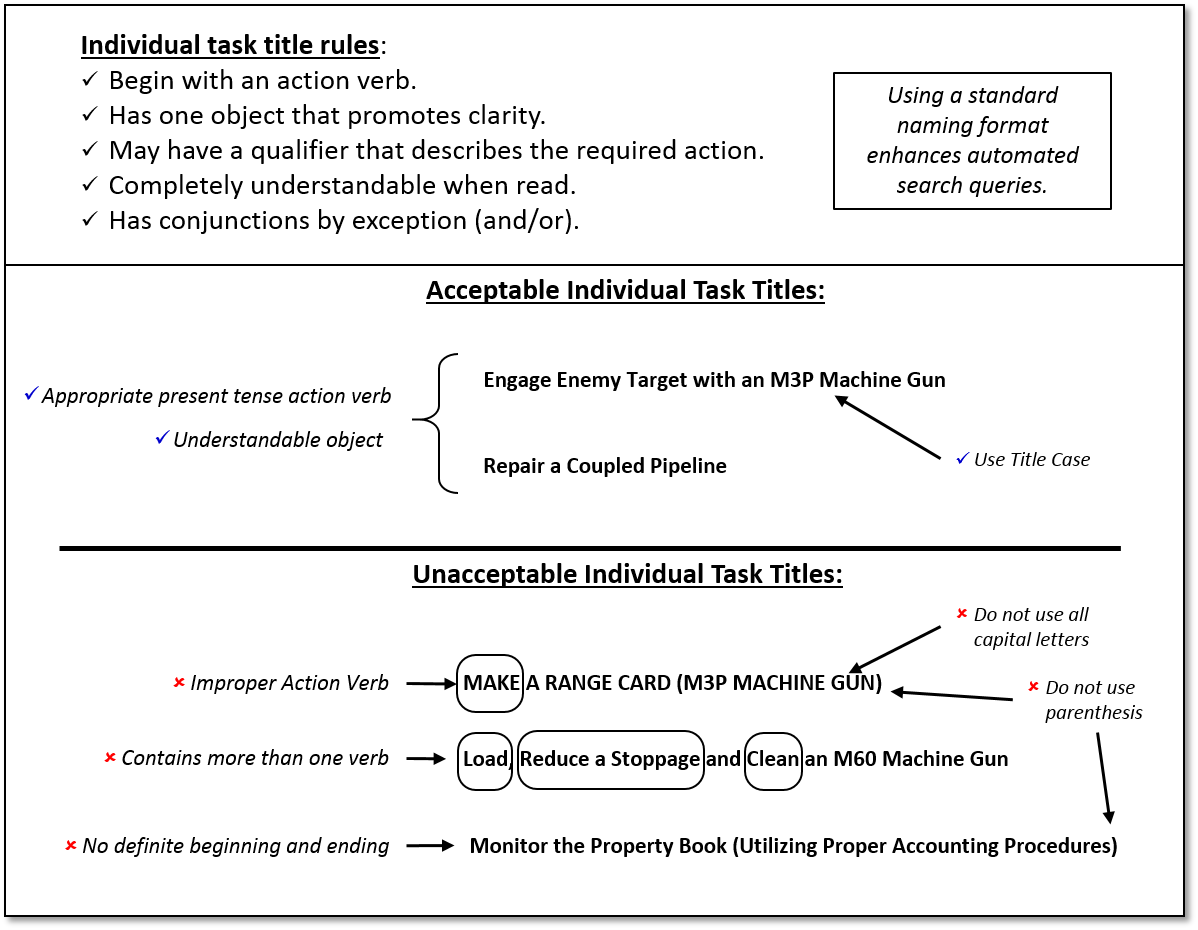 Individual task title rules:
✓ Begin with an action verb.
✓ Has one object that promotes clarity.
✓ May have a qualifier that describes the required action.
✓ Completely understandable when read.
✓ Has conjunctions by exception (and/or).
Using a standard
naming format
enhances automated
search queries.
Acceptable Individual Task Titles:
✓ Appropriate present tense action verb
✓ Understandable object
Engage Enemy Target with an M3P Machine Gun
Repair a Coupled Pipeline
✓ Use Title Case
Unacceptable Individual Task Titles:
× Do not use all
capital letters
× Improper Action Verb
MAKE A RANGE CARD (M3P MACHINE GUN)
× Do not use
parenthesis
× Contains more than one verb
Load, Reduce a Stoppage and Clean an M60 Machine Gun
× No definite beginning and ending
Monitor the Property Book (Utilizing Proper Accounting Procedures)